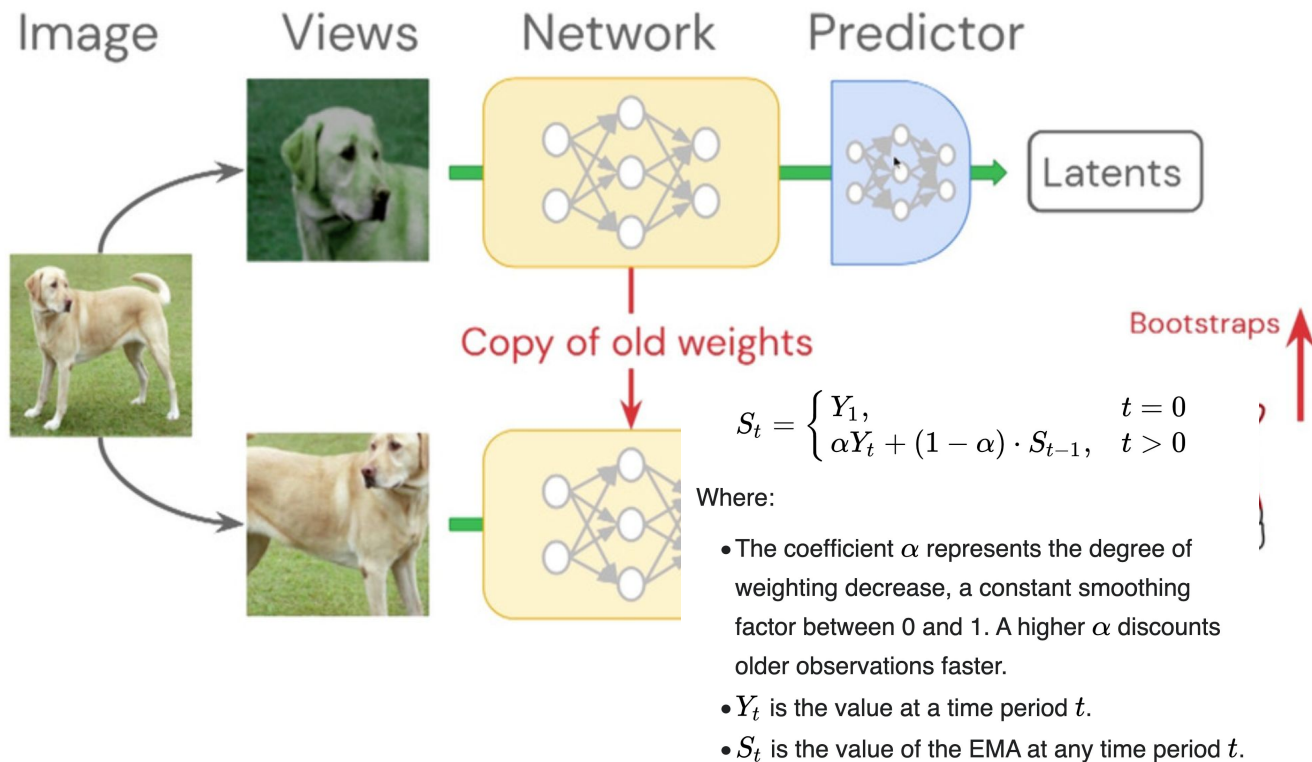 Image Views Network Predictor
Latents
Copy of old weights
Bootstraps
S_t = { Y_1, t = 0
αY_t + (1 − α) · S_{t−1}, t > 0
Where:
• The coefficient α represents the degree of
weighting decrease, a constant smoothing
factor between 0 and 1. A higher α discounts
older observations faster.
• Y_t is the value at a time period t.
• S_t is the value of the EMA at any time period t.